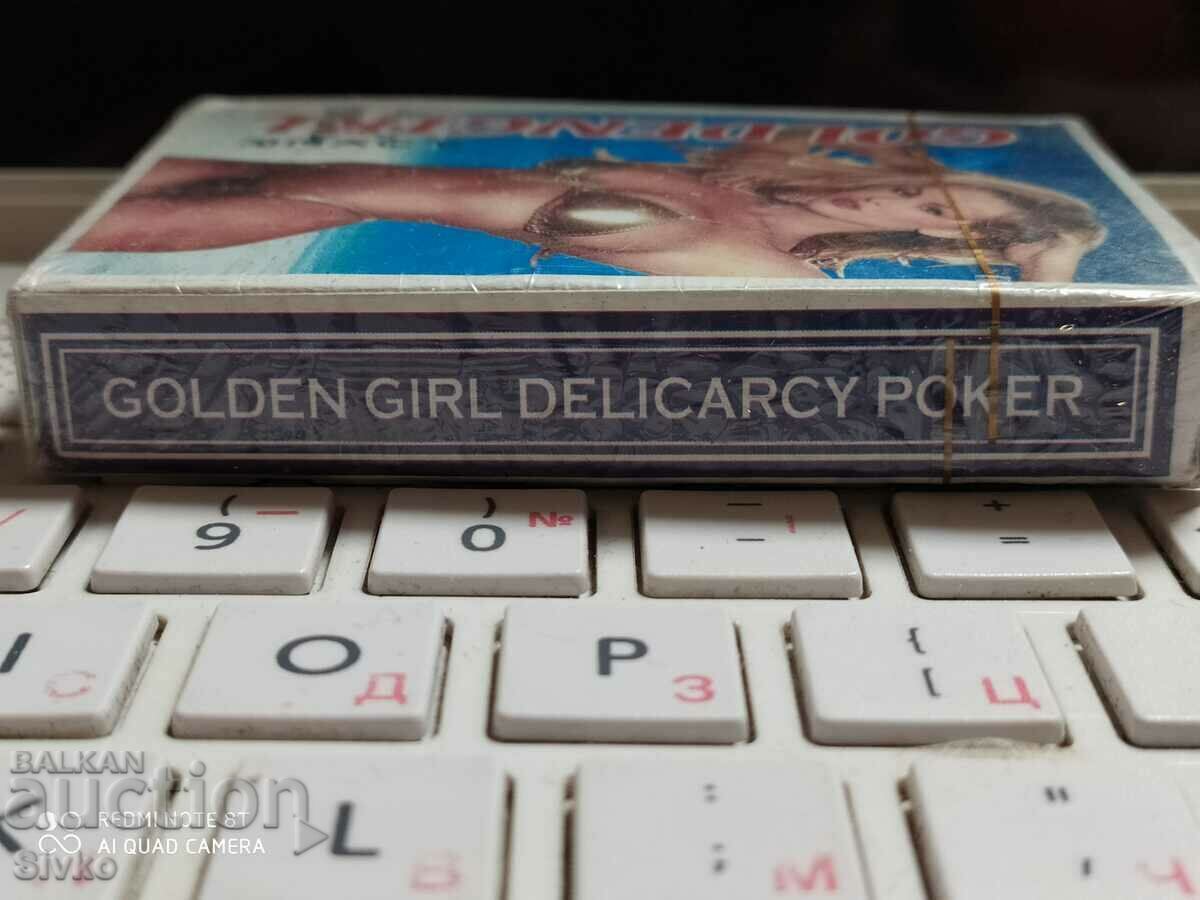 GOLDEN GIRL DELICARCY POKER
( 9 — ) 0 № — - + =
I С O Д P З { [ Ц
K L В : ; М " ' Ч
BALKAN
auction
REDMI NOTE 8T
AI QUAD CAMERA
Sivko